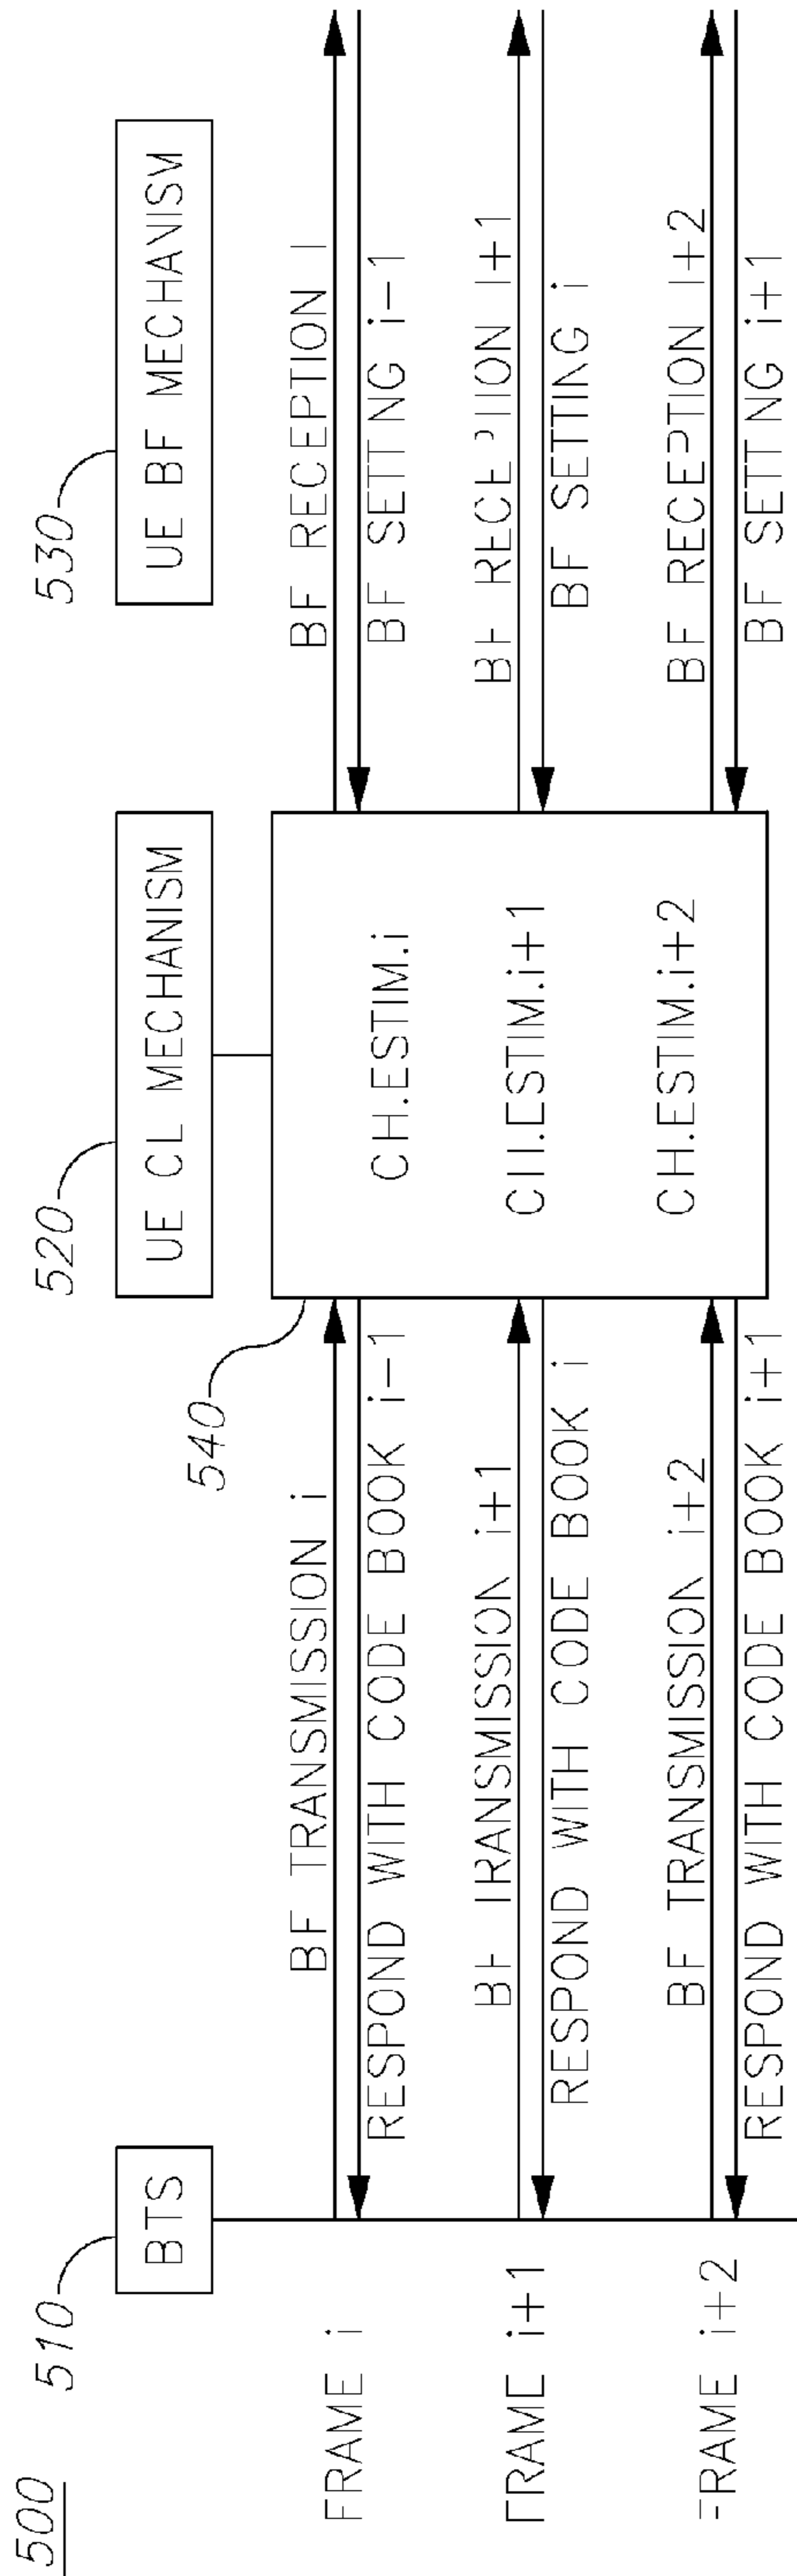 500
510
520
530
BTS
UE CL MECHANISM
UE BF MECHANISM
540
FRAME i
BF TRANSMISSION i
RESPOND WITH CODE BOOK i-1
CH.ESTIM.i
BF RECEPTION i
BF SETTING i-1
FRAME i+1
BF TRANSMISSION i+1
RESPOND WITH CODE BOOK i
CH.ESTIM.i+1
BF RECEPTION i+1
BF SETTING i
FRAME i+2
BF TRANSMISSION i+2
RESPOND WITH CODE BOOK i+1
CH.ESTIM.i+2
BF RECEPTION i+2
BF SETTING i+1